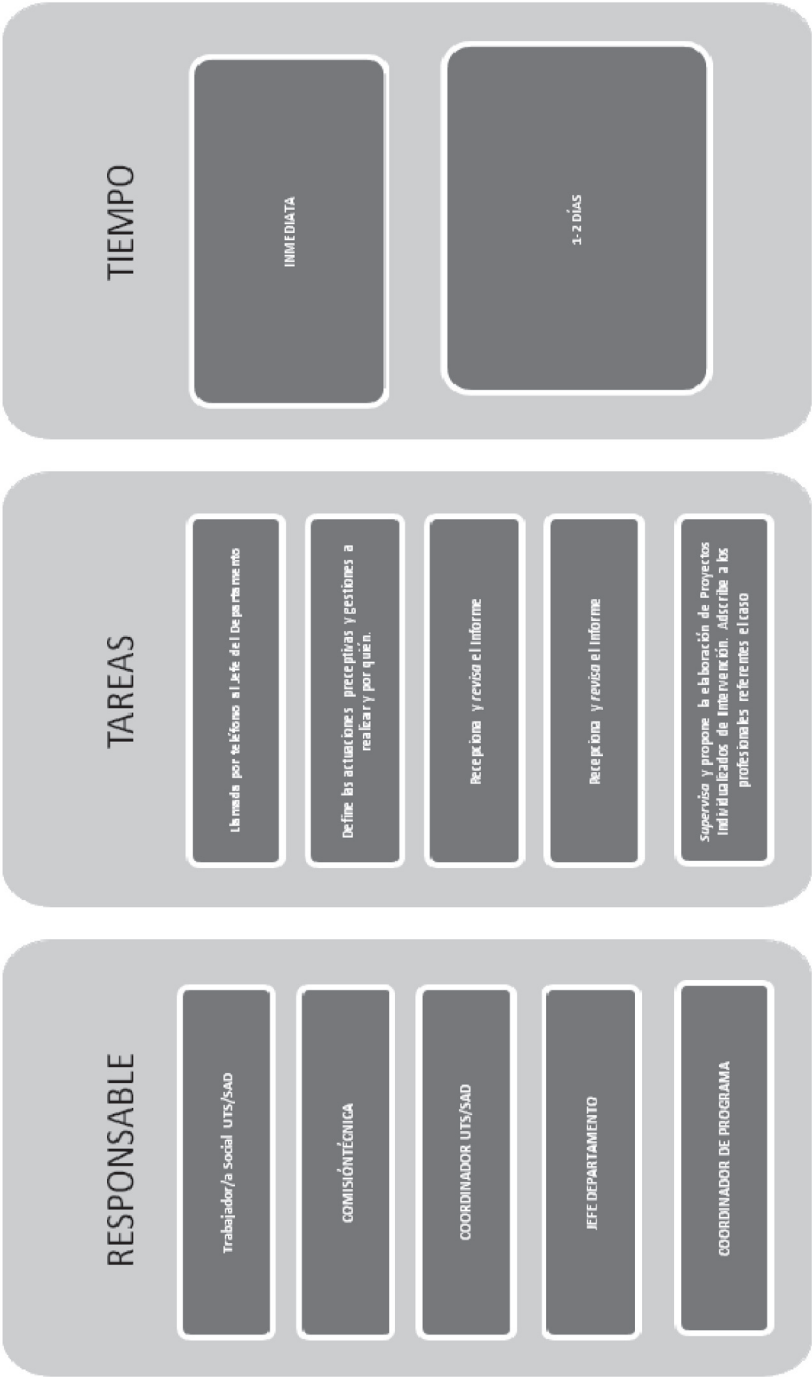 RESPONSABLE
Trabajador/a Social UTS/SAD
COMISIÓNTÉCNICA
COORDINADOR UTS/SAD
JEFE DEPARTAMENTO
COORDINADOR DE PROGRAMA
TAREAS
Llamada por teléfono al Jefe del Departamento
Define las actuaciones preceptivas y gestiones a
realizar y por quién.
Recepciona y revisa el Informe
Recepciona y revisa el Informe
Supervisa y propone la elaboración de Proyectos
Individualizados de Intervención. Adscribe a los
profesionales referentes el caso
TIEMPO
INMEDIATA
1-2 DÍAS